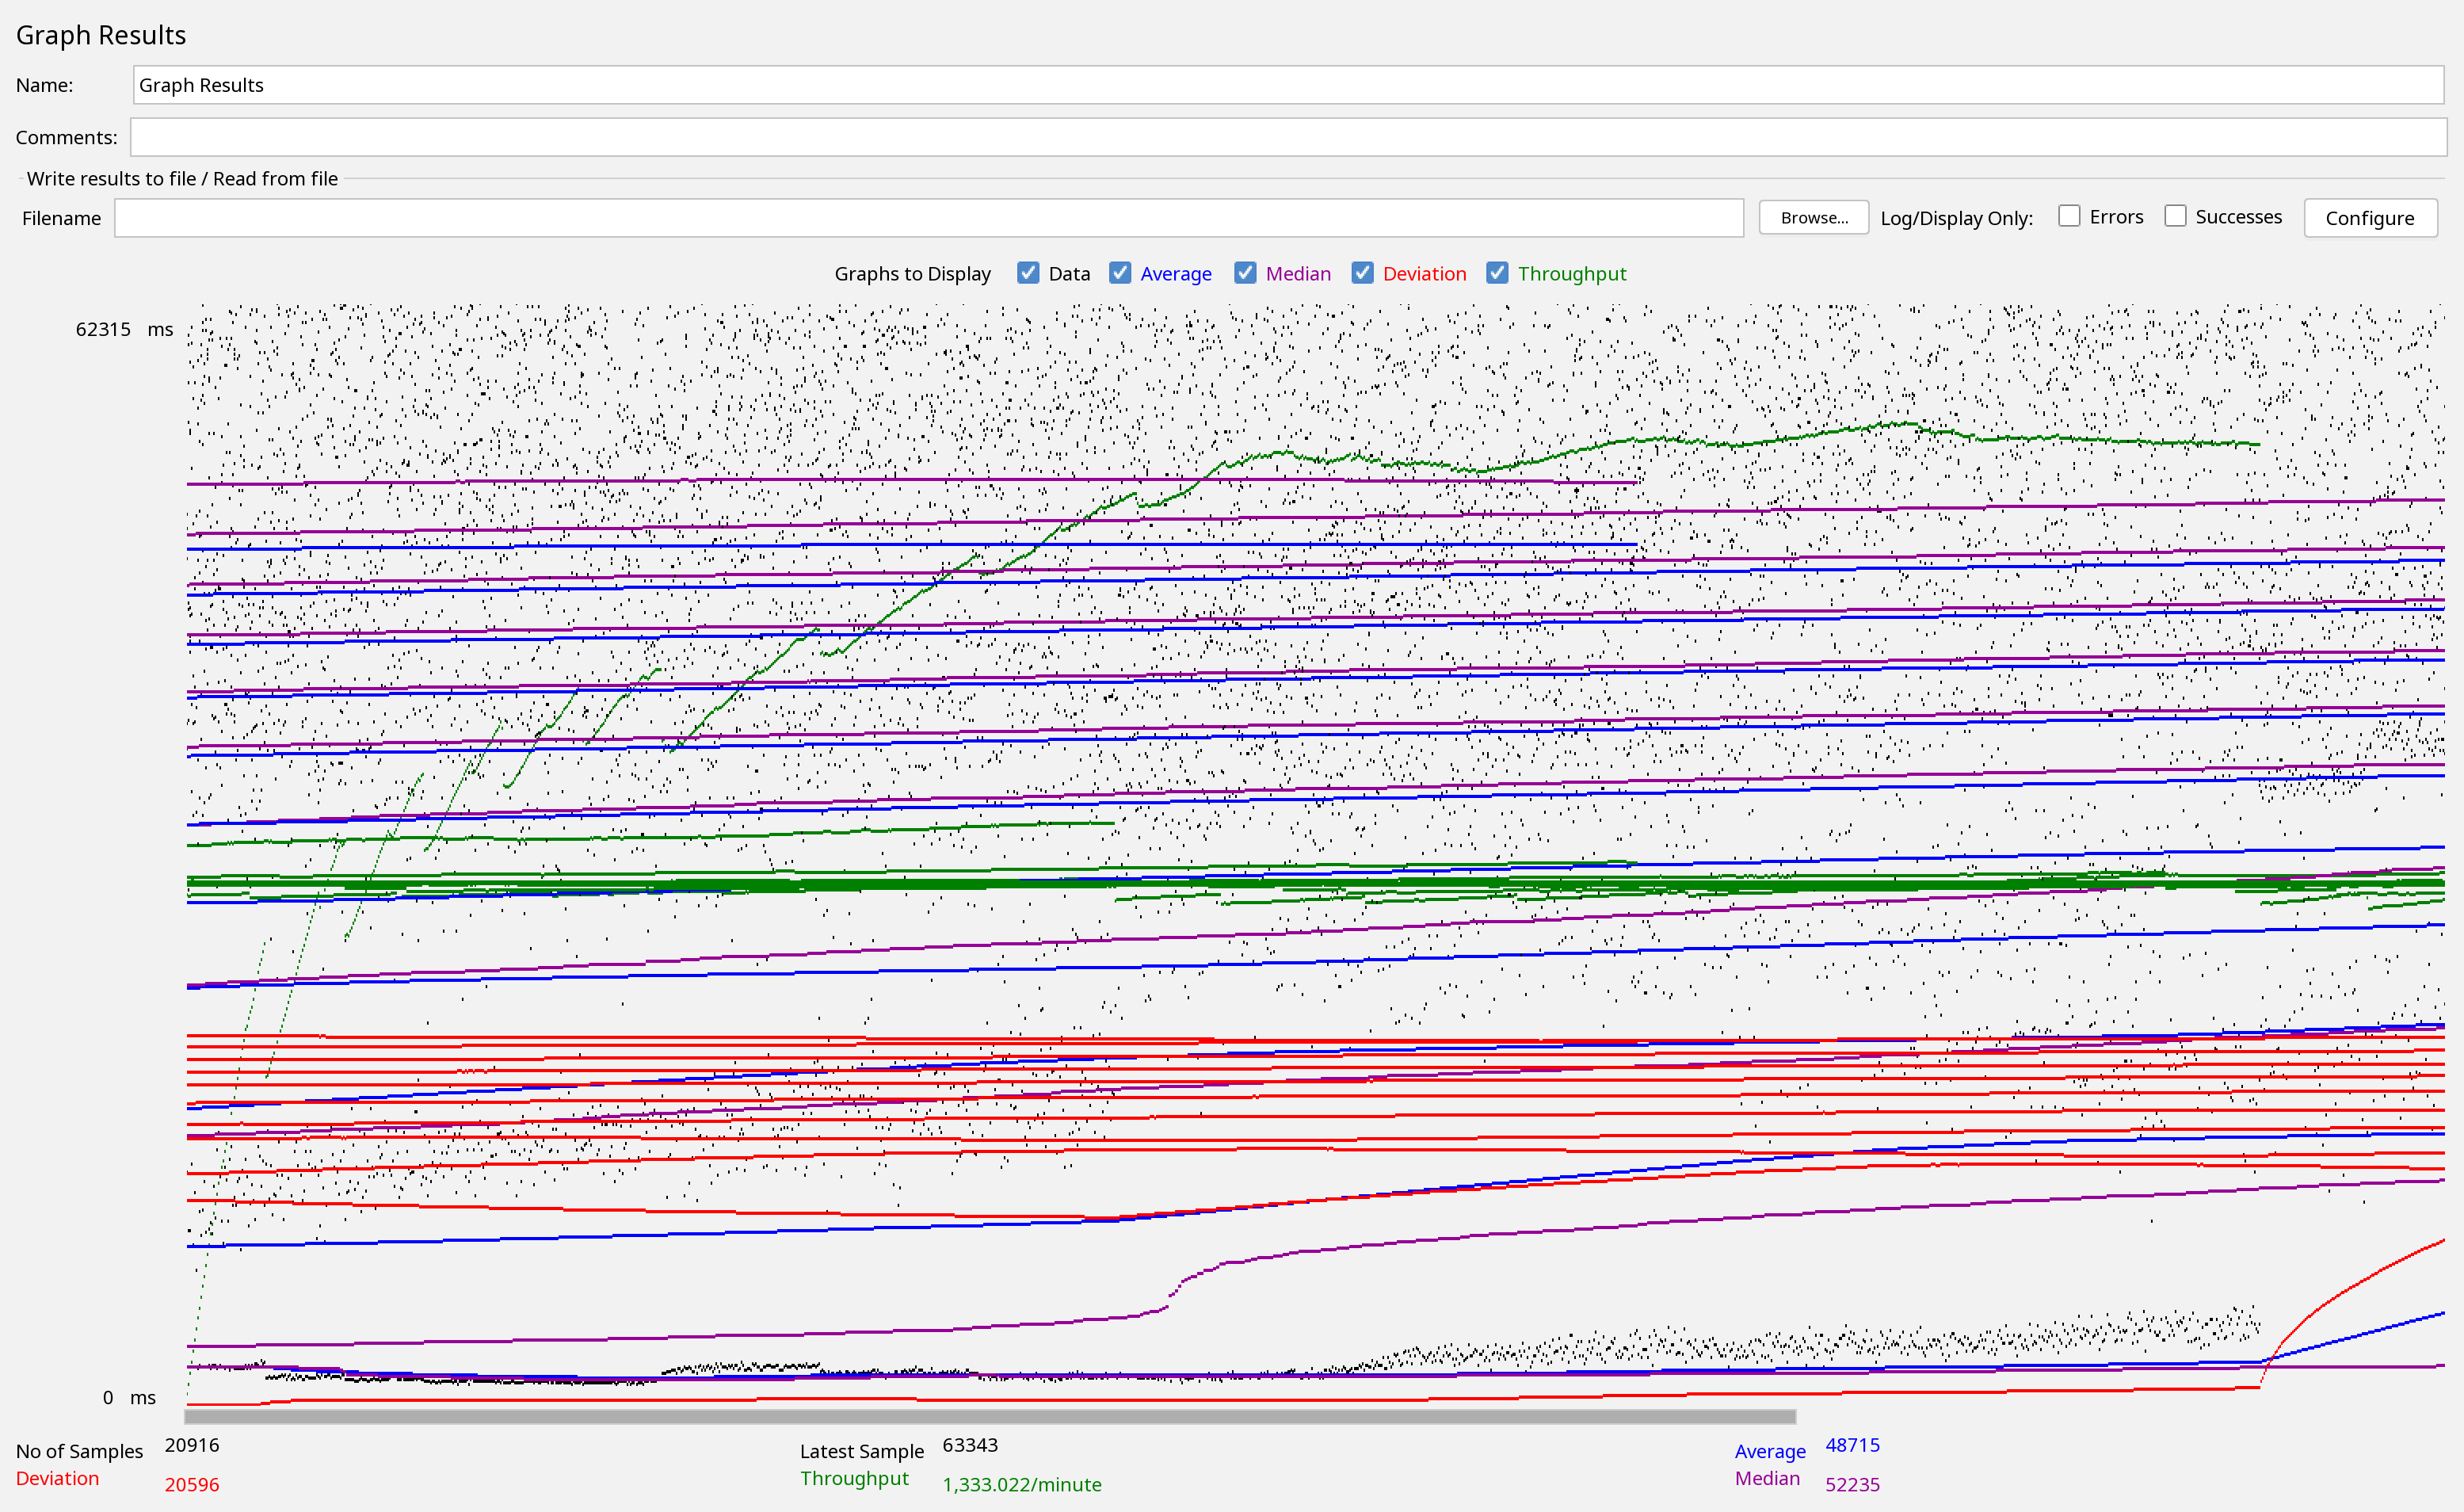 Graph Results
Name: Graph Results
Comments:
Write results to file / Read from file
Filename Browse... Log/Display Only: Errors Successes Configure
Graphs to Display Data Average Median Deviation Throughput
62315 ms
0 ms
No of Samples 20916 Latest Sample 63343 Average 48715
Deviation 20596 Throughput 1,333.022/minute Median 52235